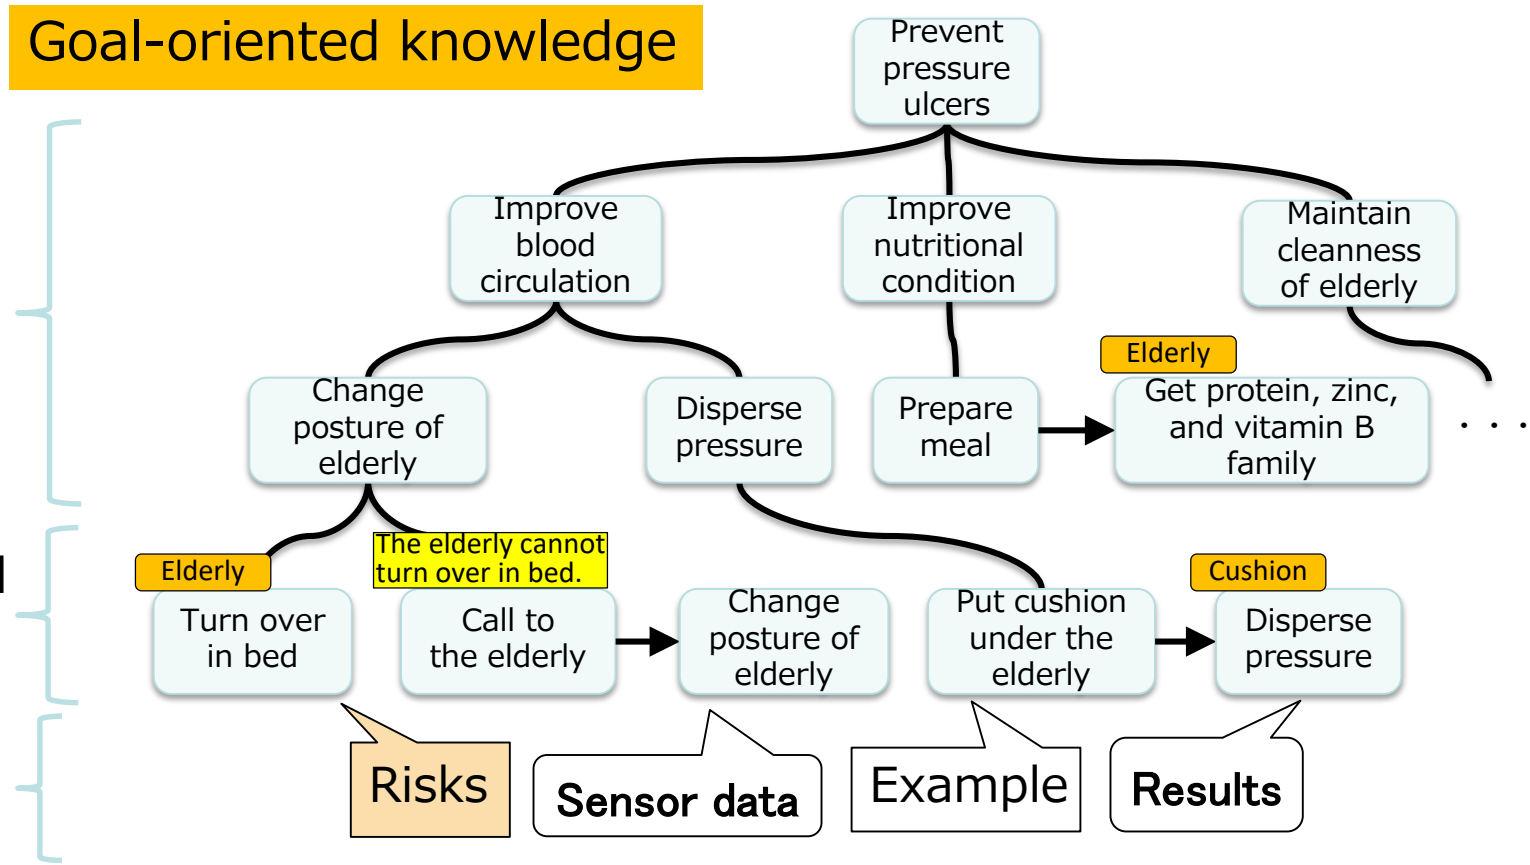 Goal-oriented knowledge
Prevent
pressure
ulcers
Improve
blood
circulation
Improve
nutritional
condition
Maintain
cleanness
of elderly
Change
posture of
elderly
Disperse
pressure
Prepare
meal
Elderly
Get protein, zinc,
and vitamin B
family
・・・
Elderly
Turn over
in bed
The elderly cannot
turn over in bed.
Call to
the elderly
Change
posture of
elderly
Put cushion
under the
elderly
Cushion
Disperse
pressure
Risks
Sensor data
Example
Results